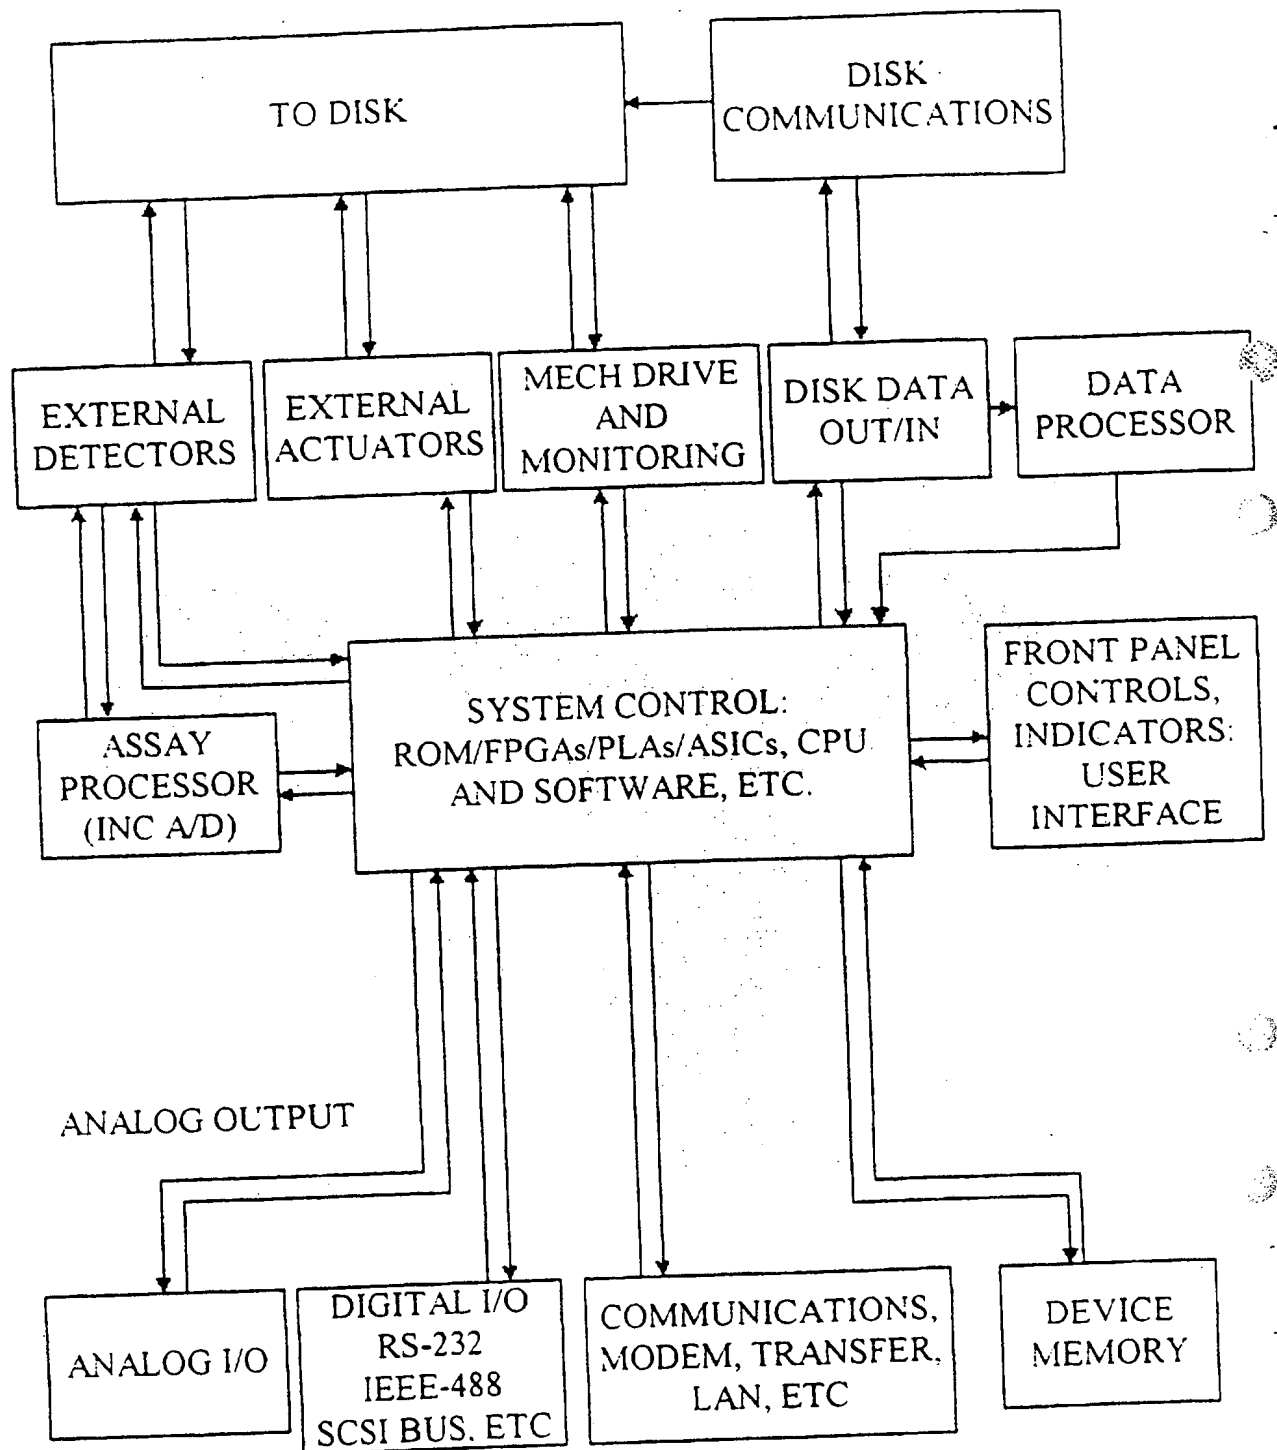 TO DISK
DISK
COMMUNICATIONS
EXTERNAL
DETECTORS
EXTERNAL
ACTUATORS
MECH DRIVE
AND
MONITORING
DISK DATA
OUT/IN
DATA
PROCESSOR
ASSAY
PROCESSOR
(INC A/D)
SYSTEM CONTROL:
ROM/FPGAs/PLAs/ASICs, CPU
AND SOFTWARE, ETC.
FRONT PANEL
CONTROLS,
INDICATORS:
USER
INTERFACE
ANALOG OUTPUT
ANALOG I/O
DIGITAL I/O
RS-232
IEEE-488
SCSI BUS, ETC
COMMUNICATIONS,
MODEM, TRANSFER,
LAN, ETC
DEVICE
MEMORY